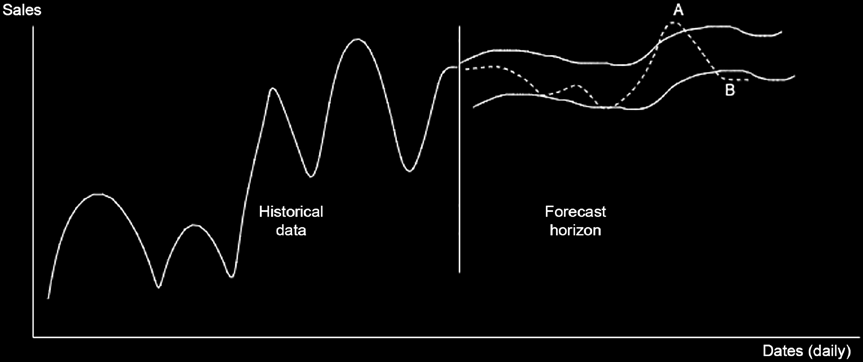 Sales
A
B
Historical
data
Forecast
horizon
Dates (daily)